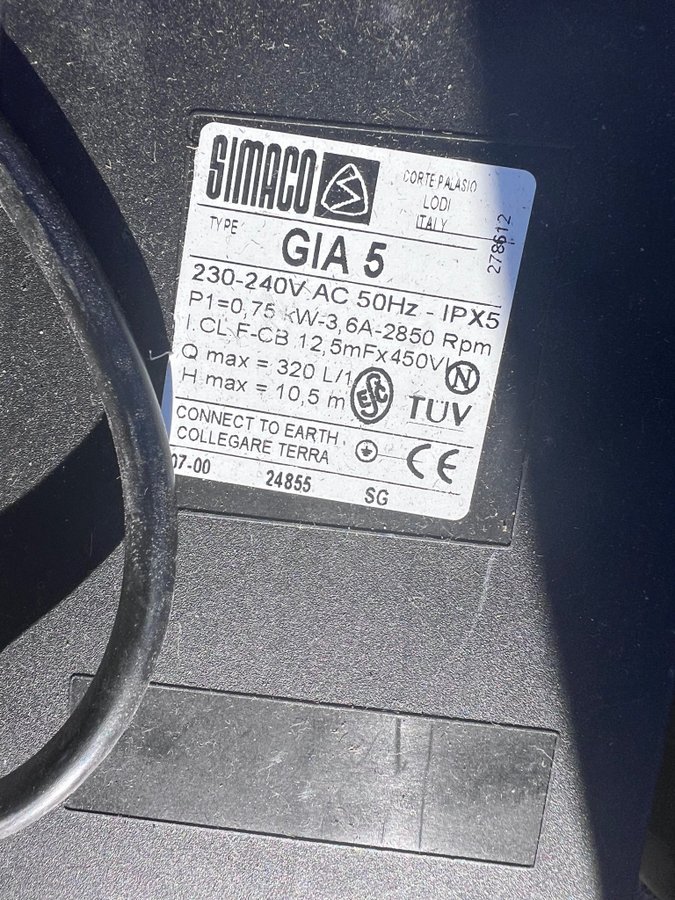 SIMACO
CORTE PALASIO
LODI
ITALY
TYPE
GIA 5
278612
230-240V AC 50Hz - IPX5
P1=0,75 kW-3,6A-2850 Rpm
I.CL F-CB 12,5mFx450V
N
Q max = 320 L/1
H max = 10,5 m
ESC
TÜV
CONNECT TO EARTH
COLLEGARE TERRA
CE
07-00
24855
SG